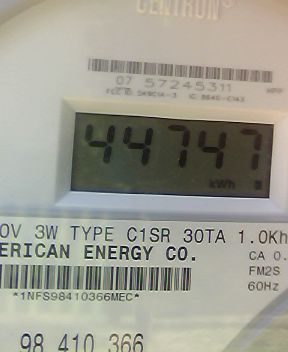 CENTRON®
07 57245311
44747
kWh
0V 3W TYPE C1SR 30TA 1.0Kh
ERICAN ENERGY CO.
CA 0.
FM2S
*1NFS98410366MEC*
60Hz
98 410 366